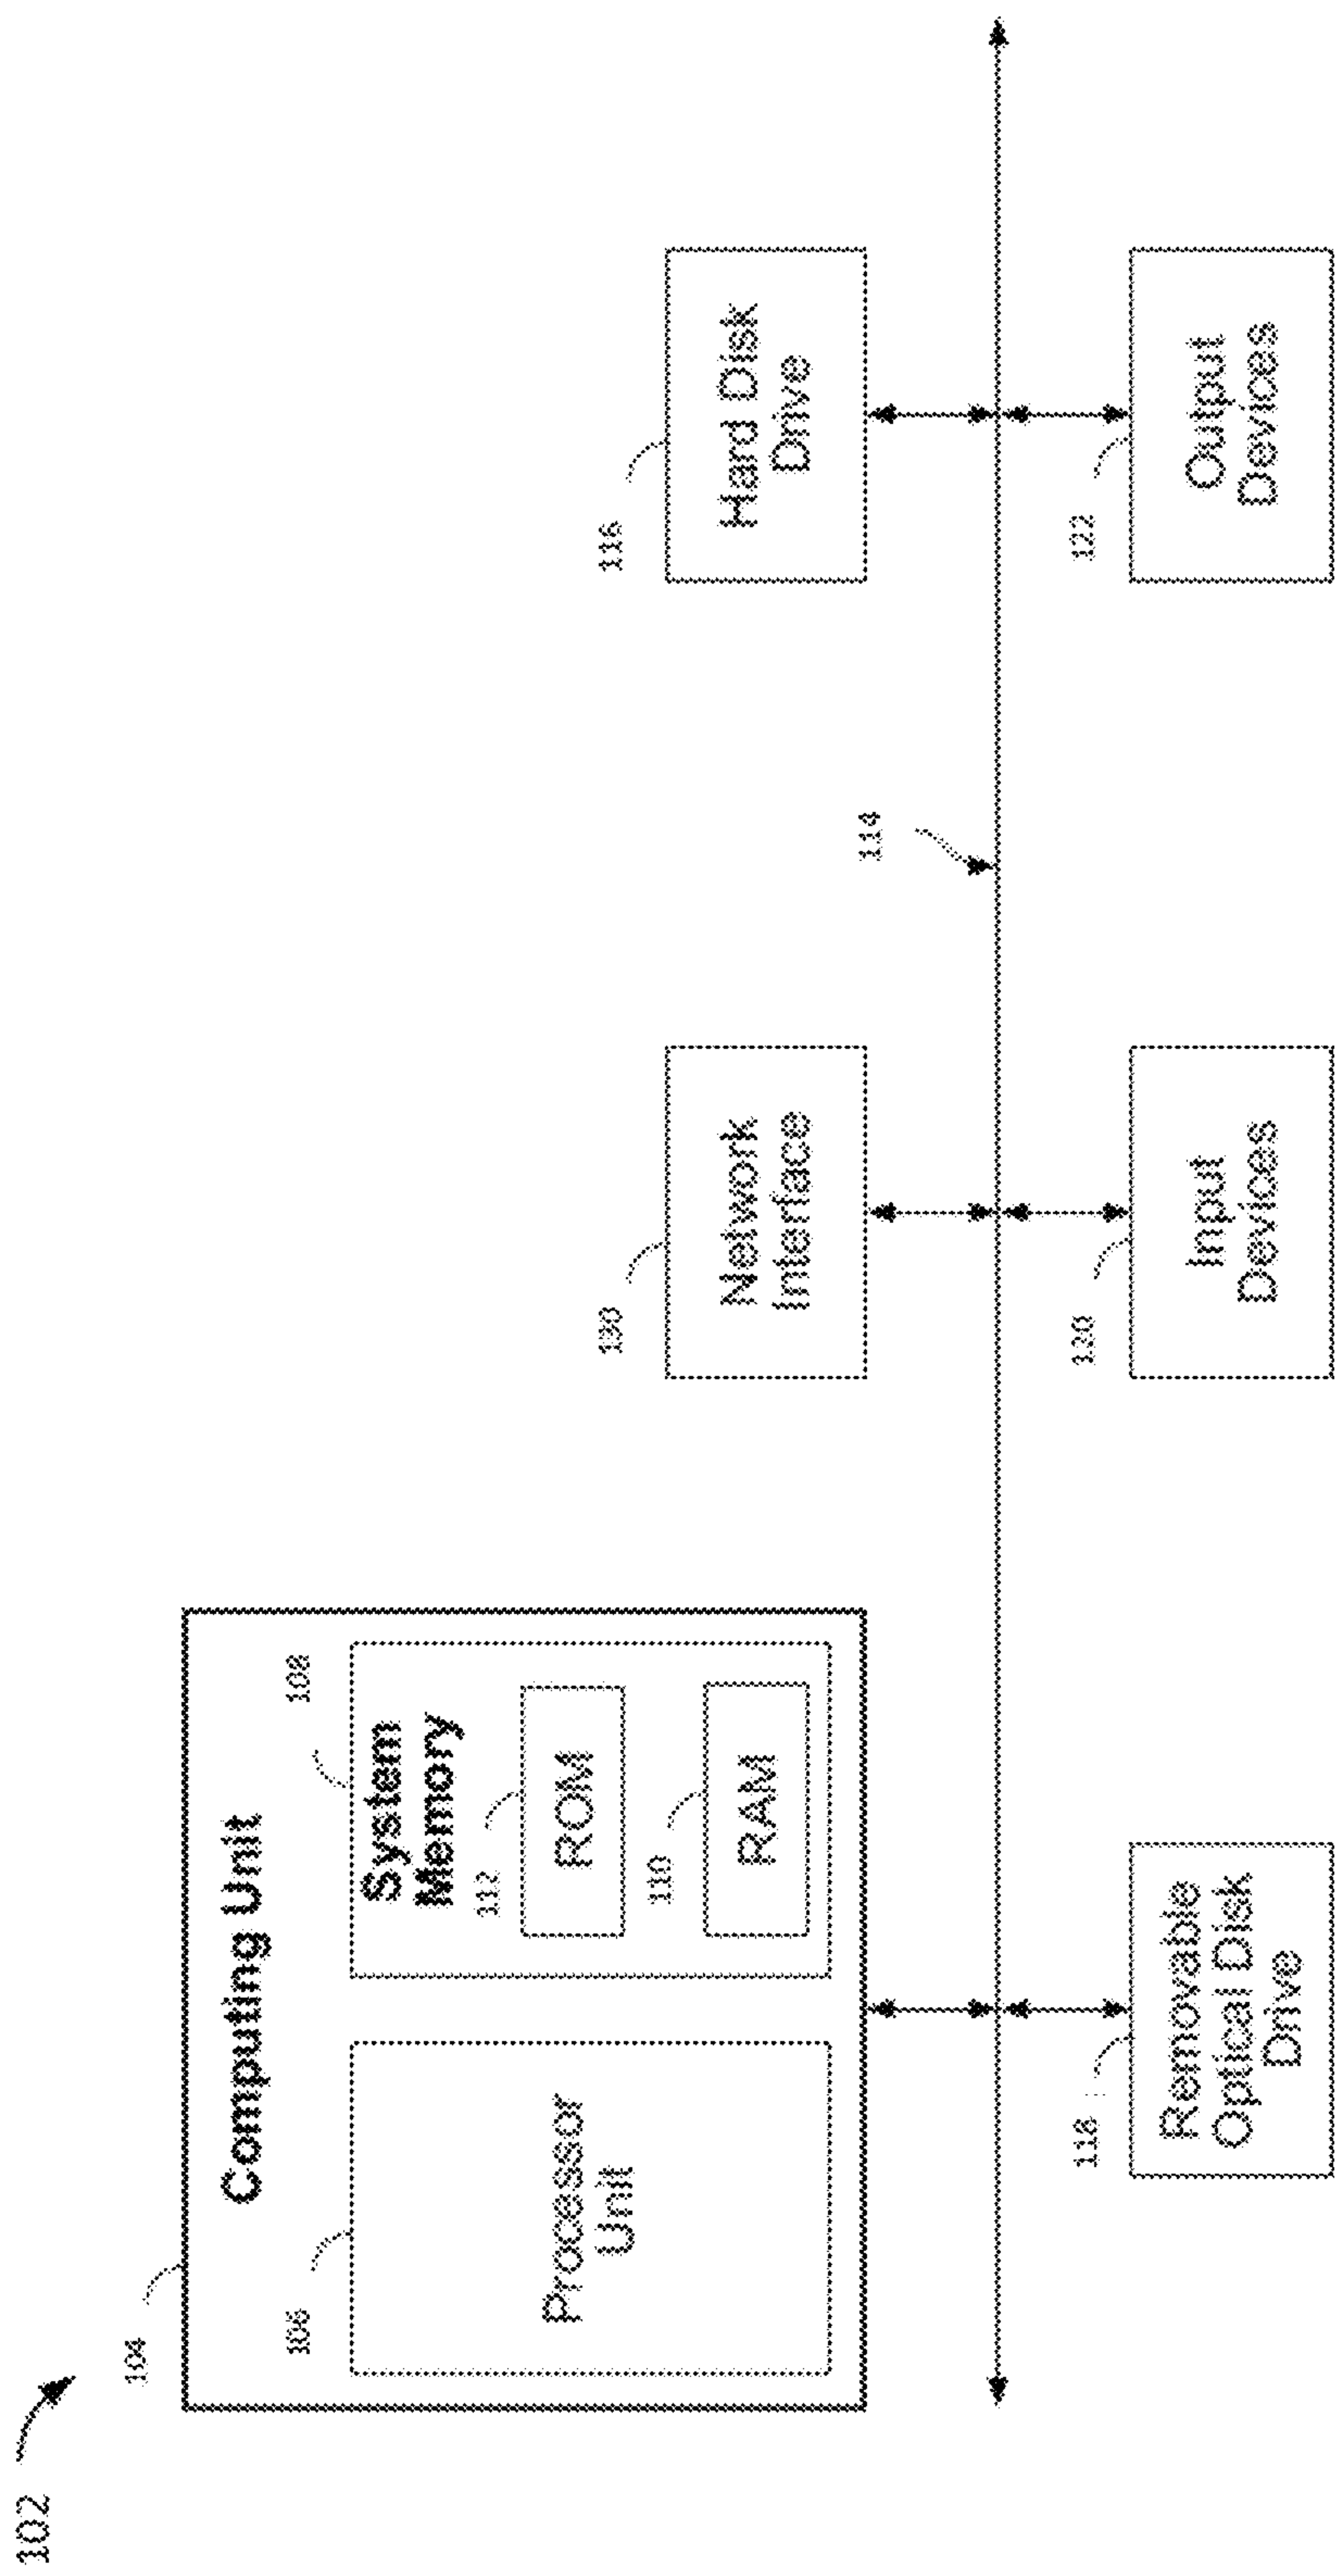 102
104
Computing Unit
106
Processor
Unit
108
System
Memory
112
ROM
110
RAM
130
Network
Interface
116
Hard Disk
Drive
114
118
Removable
Optical Disk
Drive
120
Input
Devices
122
Output
Devices